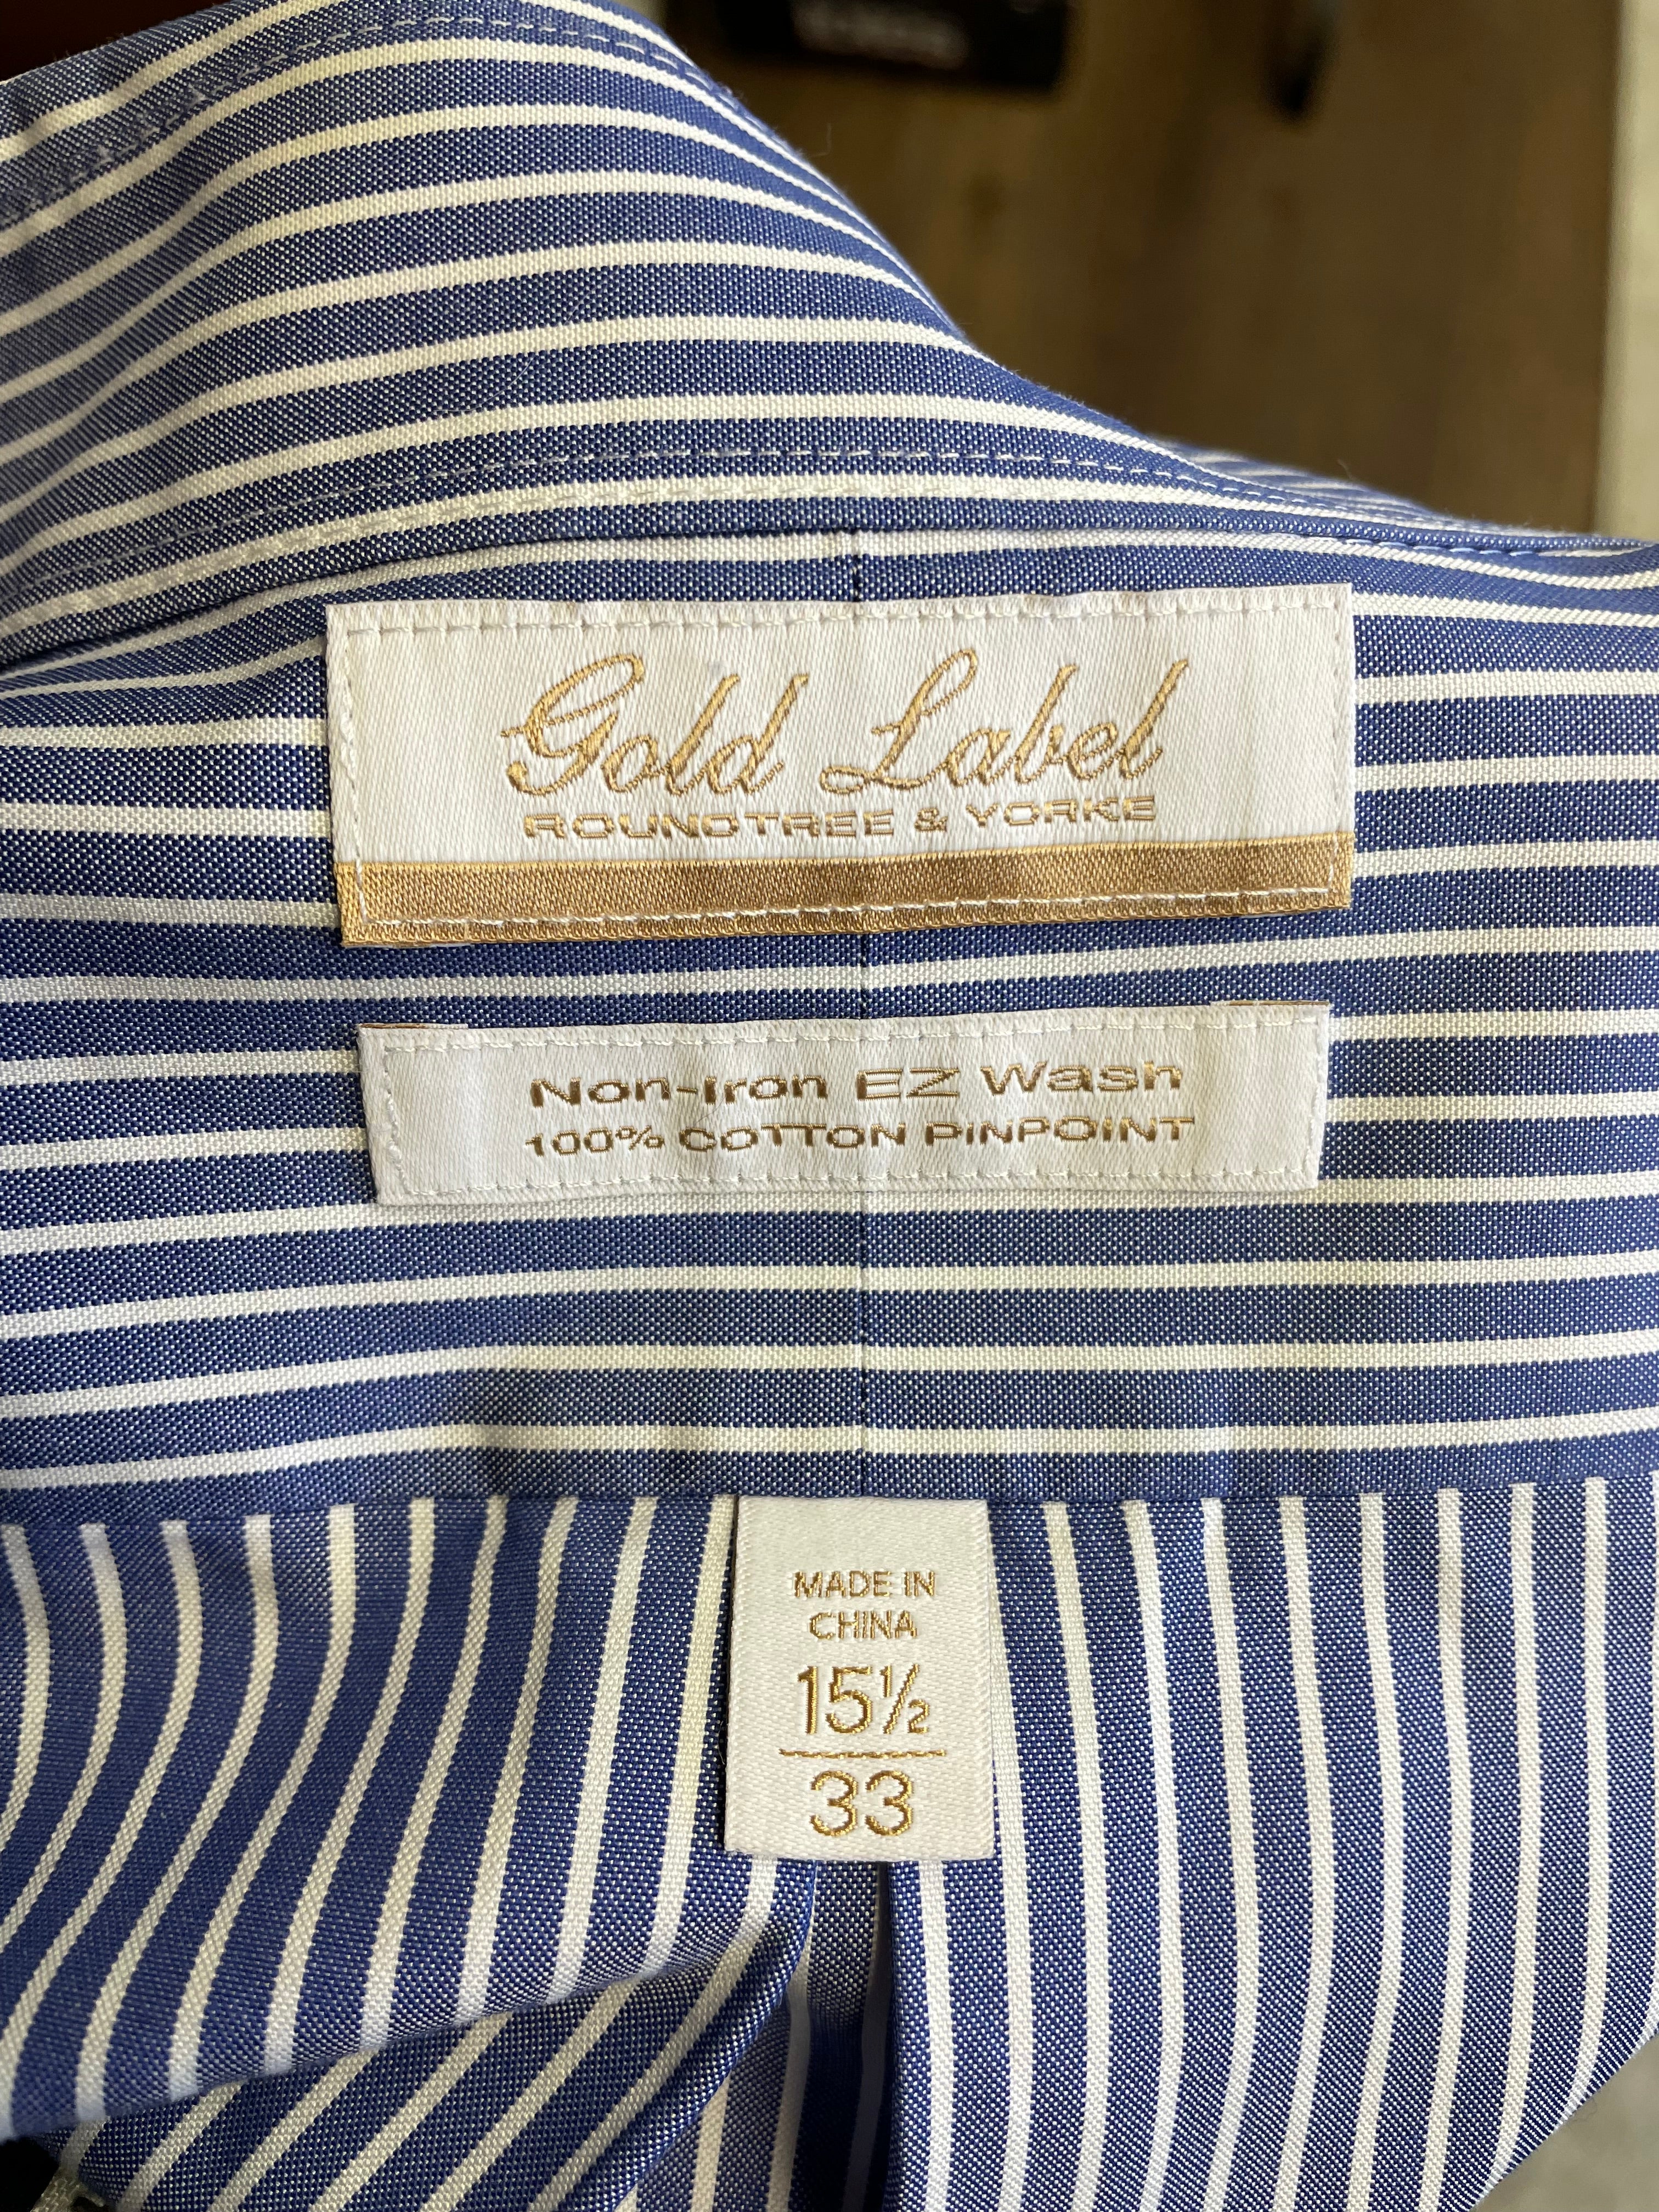 Gold Label
ROUNDTREE & YORKE
Non-Iron EZ Wash
100% COTTON PINPOINT
MADE IN
CHINA
15½
33